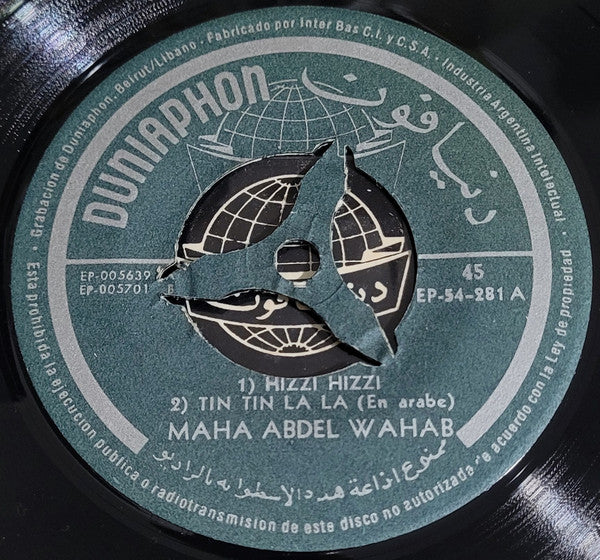 Grabacion de Duniaphon, Beirut/Libano · Fabricado por Inter Bas C.I. y C.S.A. · Industria Argentina
DUNIAPHON
دنيا فون
EP-005639
EP-005701 E
45
EP-54-281 A
1) HIZZI HIZZI
2) TIN TIN LA LA (En arabe)
MAHA ABDEL WAHAB
ممنوع اذاعة هذه الاسطوانه بالراديو
Esta prohibida la ejecucion publica o radiotransmision de este disco no autorizada de acuerdo con la Ley de propiedad Intelectual